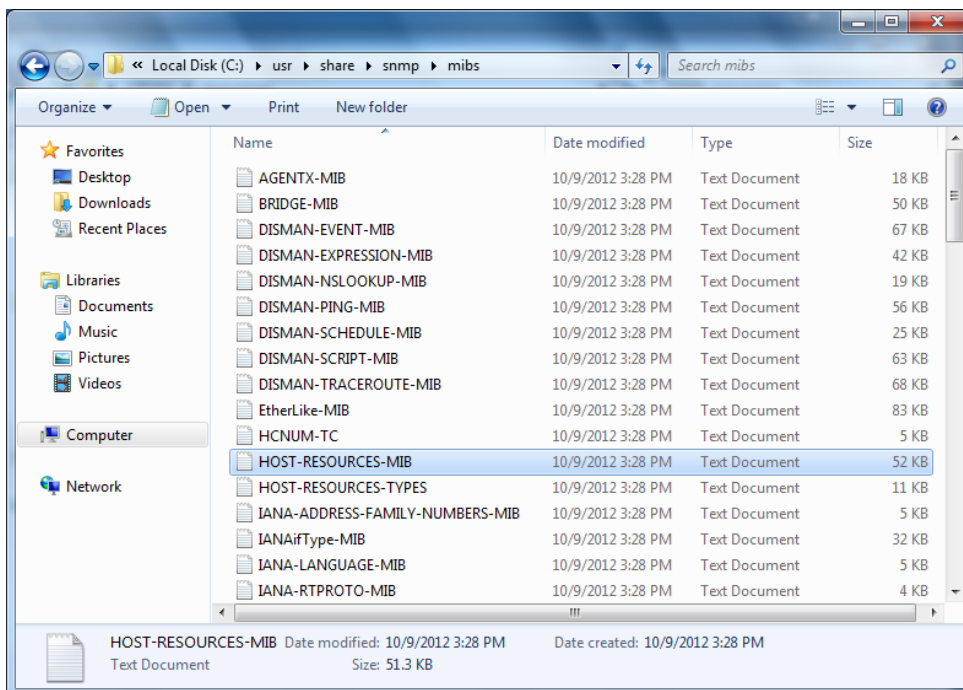 « Local Disk (C:) ▸ usr ▸ share ▸ snmp ▸ mibs Search mibs
Organize Open Print New folder
Name Date modified Type Size
Favorites
Desktop
Downloads
Recent Places
Libraries
Documents
Music
Pictures
Videos
Computer
Network
AGENTX-MIB 10/9/2012 3:28 PM Text Document 18 KB
BRIDGE-MIB 10/9/2012 3:28 PM Text Document 50 KB
DISMAN-EVENT-MIB 10/9/2012 3:28 PM Text Document 67 KB
DISMAN-EXPRESSION-MIB 10/9/2012 3:28 PM Text Document 42 KB
DISMAN-NSLOOKUP-MIB 10/9/2012 3:28 PM Text Document 19 KB
DISMAN-PING-MIB 10/9/2012 3:28 PM Text Document 56 KB
DISMAN-SCHEDULE-MIB 10/9/2012 3:28 PM Text Document 25 KB
DISMAN-SCRIPT-MIB 10/9/2012 3:28 PM Text Document 63 KB
DISMAN-TRACEROUTE-MIB 10/9/2012 3:28 PM Text Document 68 KB
EtherLike-MIB 10/9/2012 3:28 PM Text Document 83 KB
HCNUM-TC 10/9/2012 3:28 PM Text Document 5 KB
HOST-RESOURCES-MIB 10/9/2012 3:28 PM Text Document 52 KB
HOST-RESOURCES-TYPES 10/9/2012 3:28 PM Text Document 11 KB
IANA-ADDRESS-FAMILY-NUMBERS-MIB 10/9/2012 3:28 PM Text Document 5 KB
IANAifType-MIB 10/9/2012 3:28 PM Text Document 32 KB
IANA-LANGUAGE-MIB 10/9/2012 3:28 PM Text Document 5 KB
IANA-RTPROTO-MIB 10/9/2012 3:28 PM Text Document 4 KB
HOST-RESOURCES-MIB Date modified: 10/9/2012 3:28 PM Date created: 10/9/2012 3:28 PM
Text Document Size: 51.3 KB